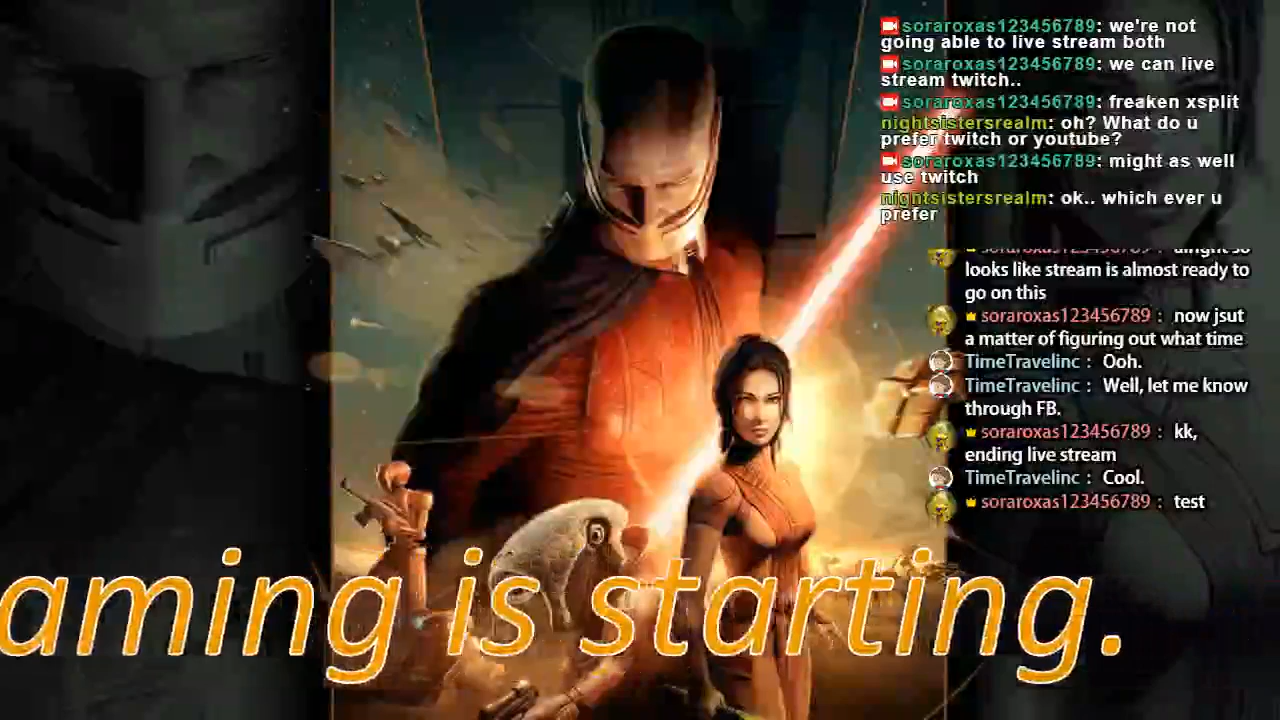 soraroxas123456789: we're not
going able to live stream both
soraroxas123456789: we can live
stream twitch..
soraroxas123456789: freaken xsplit
nightsistersrealm: oh? What do u
prefer twitch or youtube?
soraroxas123456789: might as well
use twitch
nightsistersrealm: ok.. which ever u
prefer
looks like stream is almost ready to
go on this
soraroxas123456789 : now jsut
a matter of figuring out what time
TimeTravelinc : Ooh.
TimeTravelinc : Well, let me know
through FB.
soraroxas123456789 : kk,
ending live stream
TimeTravelinc : Cool.
soraroxas123456789 : test
aming is starting.